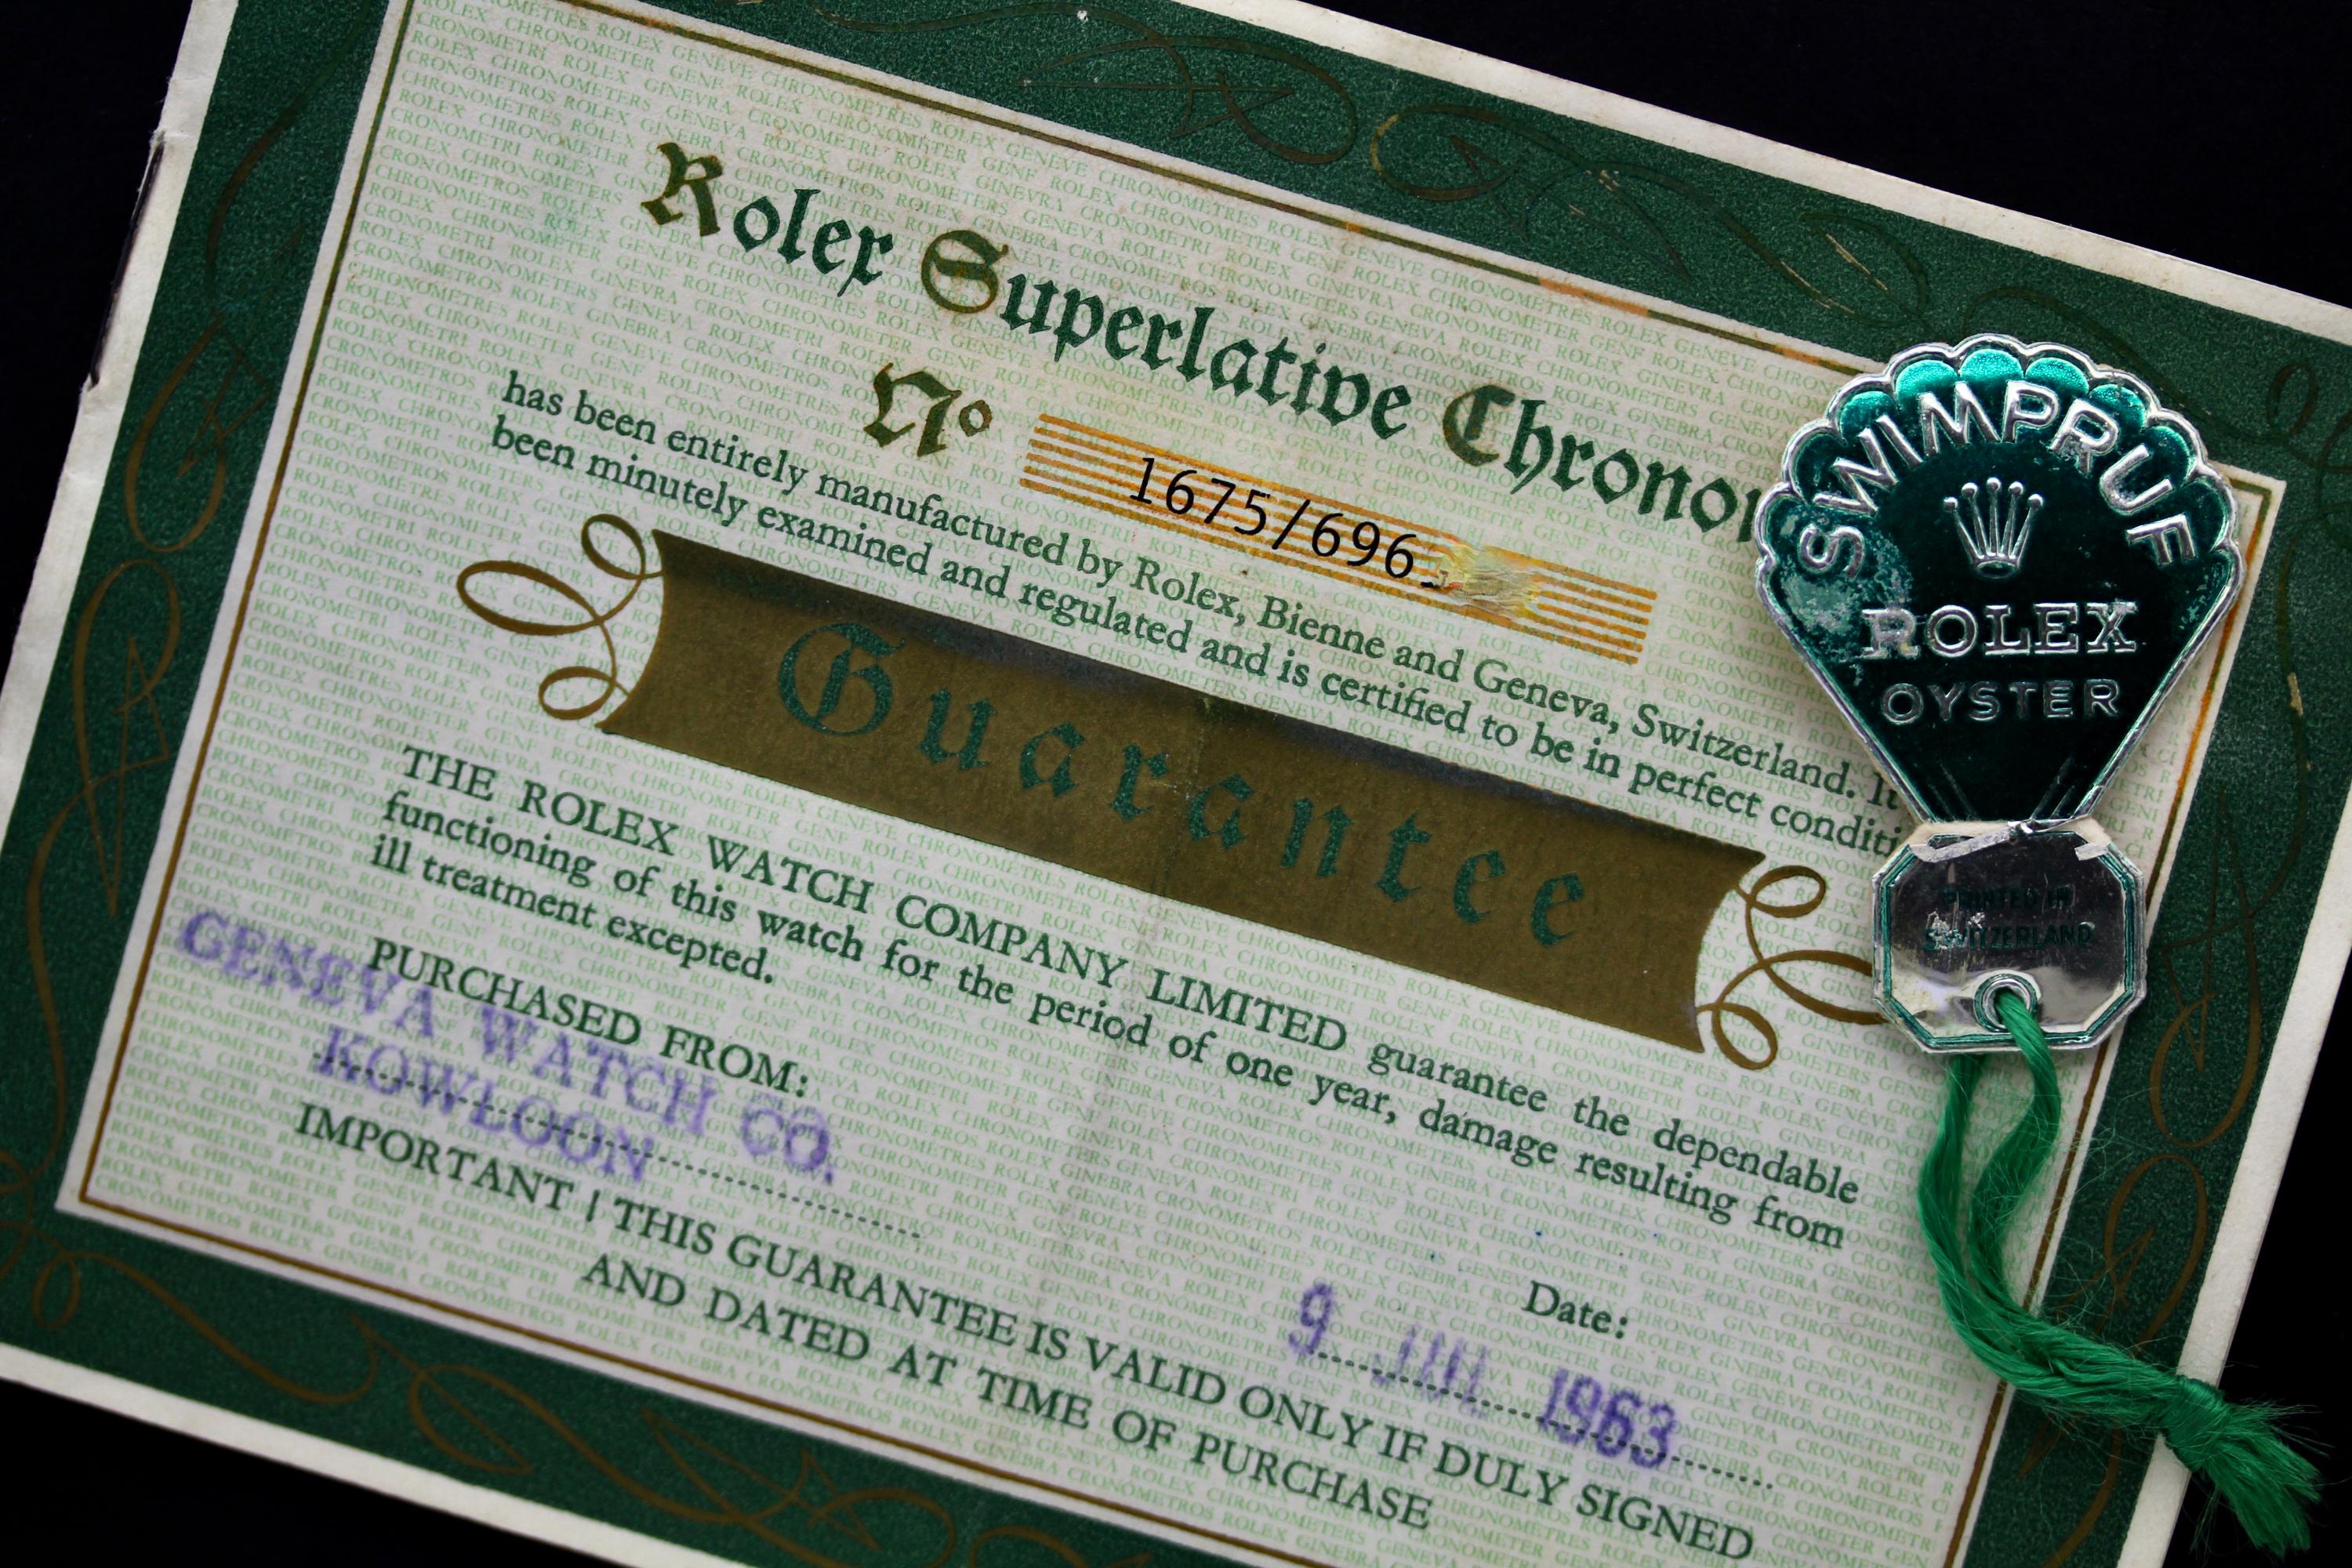 Rolex Superlative Chrono
Nº 1675/696
has been entirely manufactured by Rolex, Bienne and Geneva, Switzerland. It
been minutely examined and regulated and is certified to be in perfect conditi
Guarantee
THE ROLEX WATCH COMPANY LIMITED guarantee the dependable
functioning of this watch for the period of one year, damage resulting from
ill treatment excepted.
PURCHASED FROM:
GENEVA WATCH CO.
KOWLOON
Date:
9 JUL 1963
IMPORTANT | THIS GUARANTEE IS VALID ONLY IF DULY SIGNED
AND DATED AT TIME OF PURCHASE
SWIMPRUF
ROLEX
OYSTER
PRINTED IN
SWITZERLAND